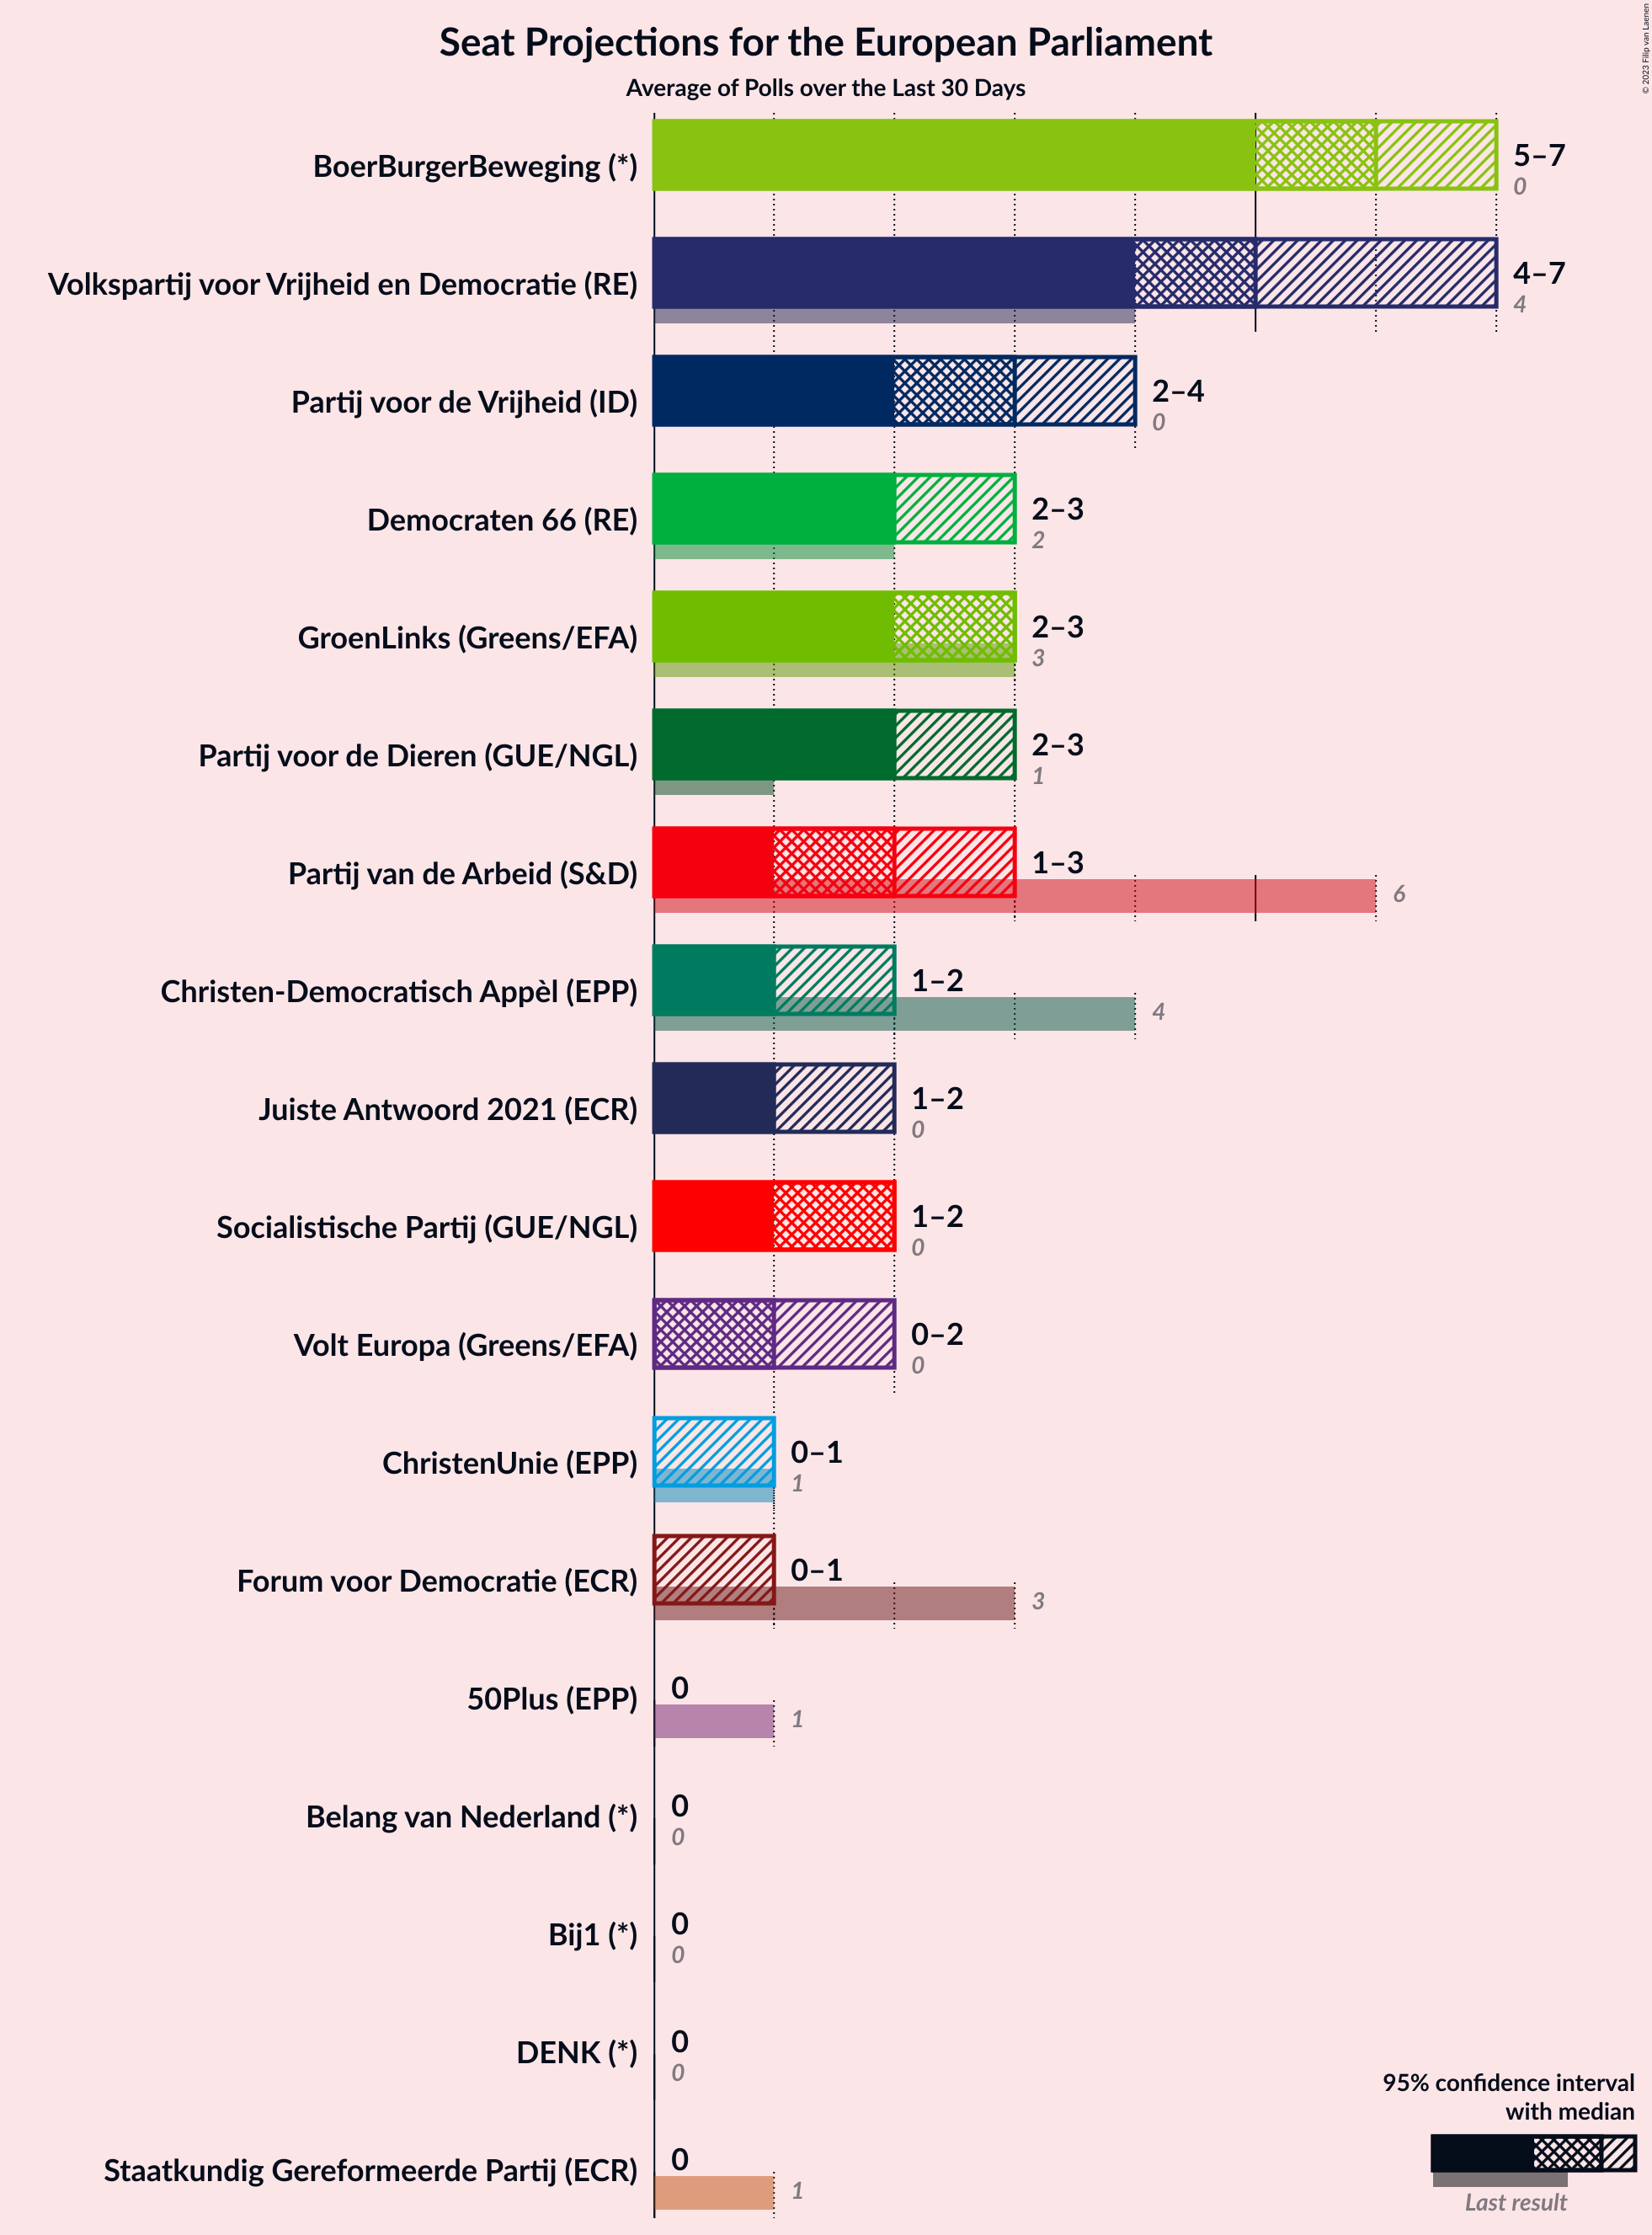 Seat Projections for the European Parliament
Average of Polls over the Last 30 Days
© 2023 Filip van Laenen
BoerBurgerBeweging (*)
5–7
0
Volkspartij voor Vrijheid en Democratie (RE)
4–7
4
Partij voor de Vrijheid (ID)
2–4
0
Democraten 66 (RE)
2–3
2
GroenLinks (Greens/EFA)
2–3
3
Partij voor de Dieren (GUE/NGL)
2–3
1
Partij van de Arbeid (S&D)
1–3
6
Christen-Democratisch Appèl (EPP)
1–2
4
Juiste Antwoord 2021 (ECR)
1–2
0
Socialistische Partij (GUE/NGL)
1–2
0
Volt Europa (Greens/EFA)
0–2
0
ChristenUnie (EPP)
0–1
1
Forum voor Democratie (ECR)
0–1
3
50Plus (EPP)
0
1
Belang van Nederland (*)
0
0
Bij1 (*)
0
0
DENK (*)
0
0
Staatkundig Gereformeerde Partij (ECR)
0
1
95% confidence interval
with median
Last result